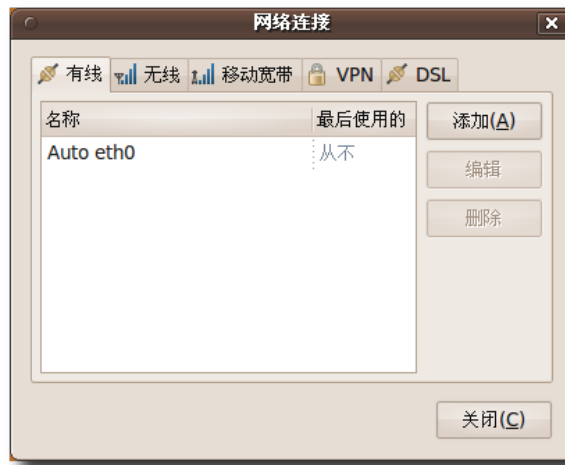 网络连接
有线 无线 移动宽带 VPN DSL
名称 最后使用的 添加(A)
Auto eth0 从不
编辑
删除
关闭(C)